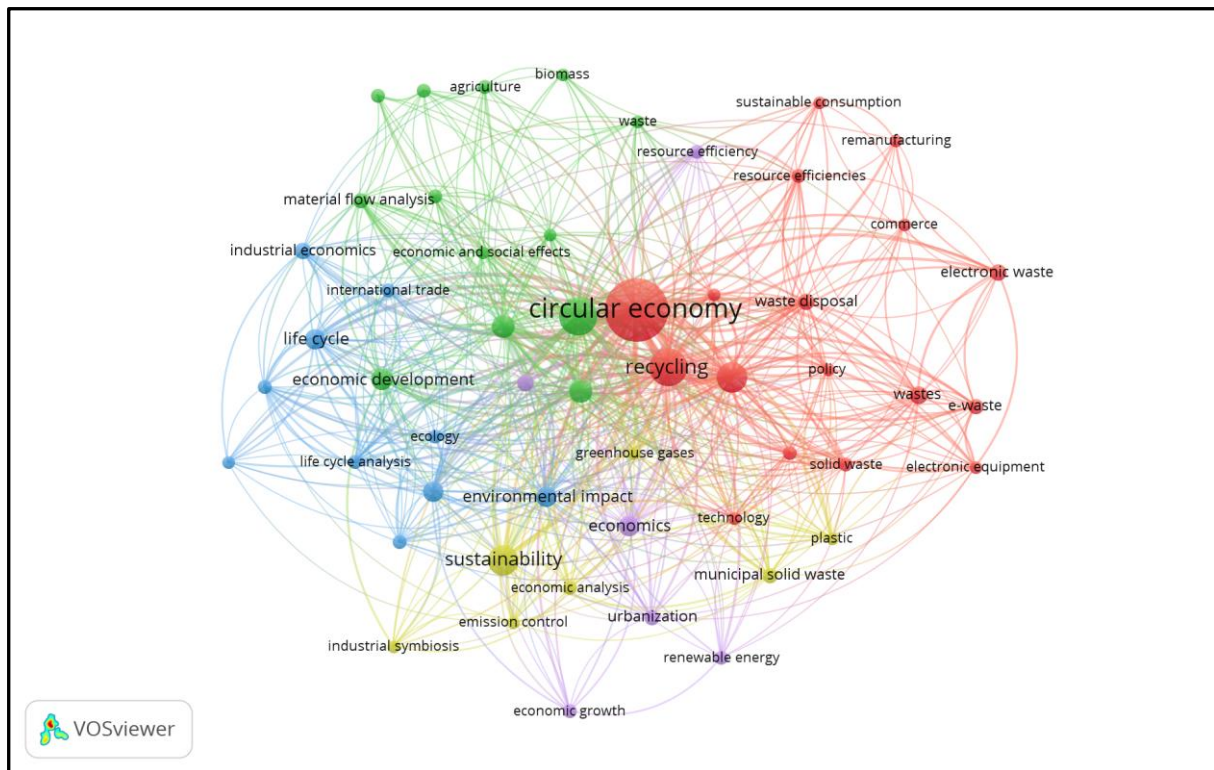 biomass
agriculture
sustainable consumption
waste
remanufacturing
resource efficiency
resource efficiencies
material flow analysis
commerce
industrial economics
economic and social effects
electronic waste
international trade
waste disposal
circular economy
life cycle
recycling
policy
economic development
wastes
e-waste
ecology
greenhouse gases
life cycle analysis
solid waste
electronic equipment
environmental impact
technology
economics
plastic
sustainability
municipal solid waste
economic analysis
urbanization
emission control
industrial symbiosis
renewable energy
economic growth
VOSviewer